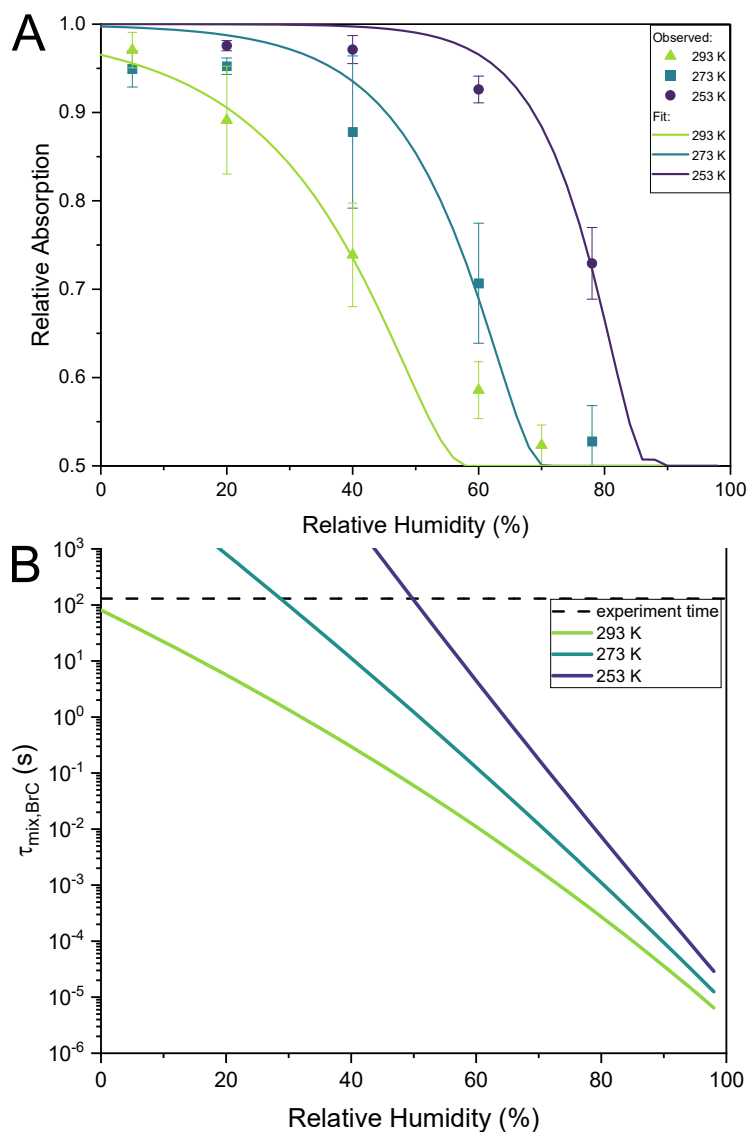 A
1.0
0.9
0.8
0.7
0.6
0.5
Relative Absorption
0 20 40 60 80 100
Relative Humidity (%)
Observed:
293 K
273 K
253 K
Fit:
293 K
273 K
253 K
B
10³
10²
10¹
10⁰
10⁻¹
10⁻²
10⁻³
10⁻⁴
10⁻⁵
10⁻⁶
τmix,BrC (s)
experiment time
293 K
273 K
253 K
0 20 40 60 80 100
Relative Humidity (%)